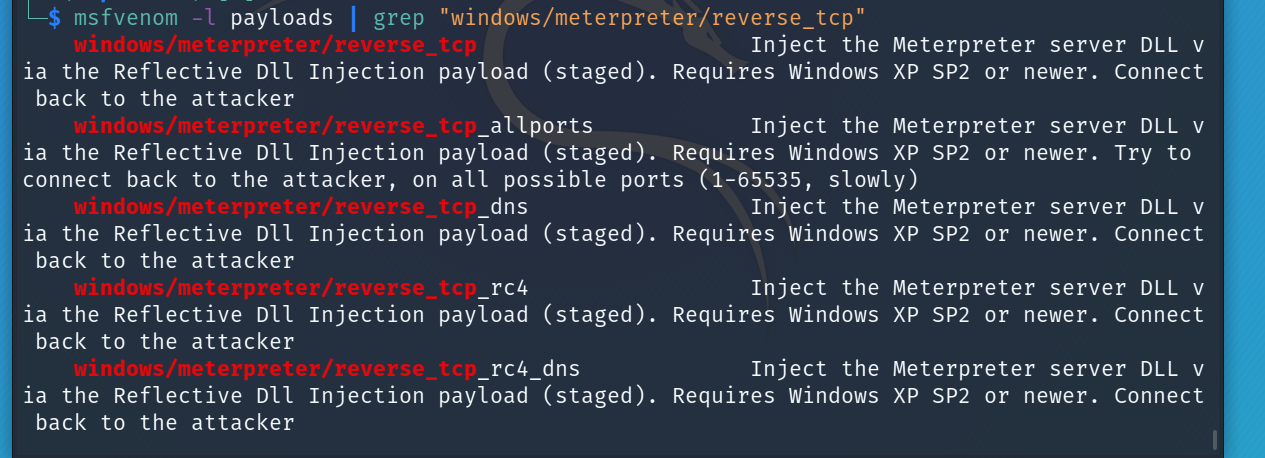 └─$ msfvenom -l payloads | grep "windows/meterpreter/reverse_tcp"
    windows/meterpreter/reverse_tcp                     Inject the Meterpreter server DLL v
ia the Reflective Dll Injection payload (staged). Requires Windows XP SP2 or newer. Connect
 back to the attacker
    windows/meterpreter/reverse_tcp_allports            Inject the Meterpreter server DLL v
ia the Reflective Dll Injection payload (staged). Requires Windows XP SP2 or newer. Try to
connect back to the attacker, on all possible ports (1-65535, slowly)
    windows/meterpreter/reverse_tcp_dns                 Inject the Meterpreter server DLL v
ia the Reflective Dll Injection payload (staged). Requires Windows XP SP2 or newer. Connect
 back to the attacker
    windows/meterpreter/reverse_tcp_rc4                 Inject the Meterpreter server DLL v
ia the Reflective Dll Injection payload (staged). Requires Windows XP SP2 or newer. Connect
 back to the attacker
    windows/meterpreter/reverse_tcp_rc4_dns             Inject the Meterpreter server DLL v
ia the Reflective Dll Injection payload (staged). Requires Windows XP SP2 or newer. Connect
 back to the attacker